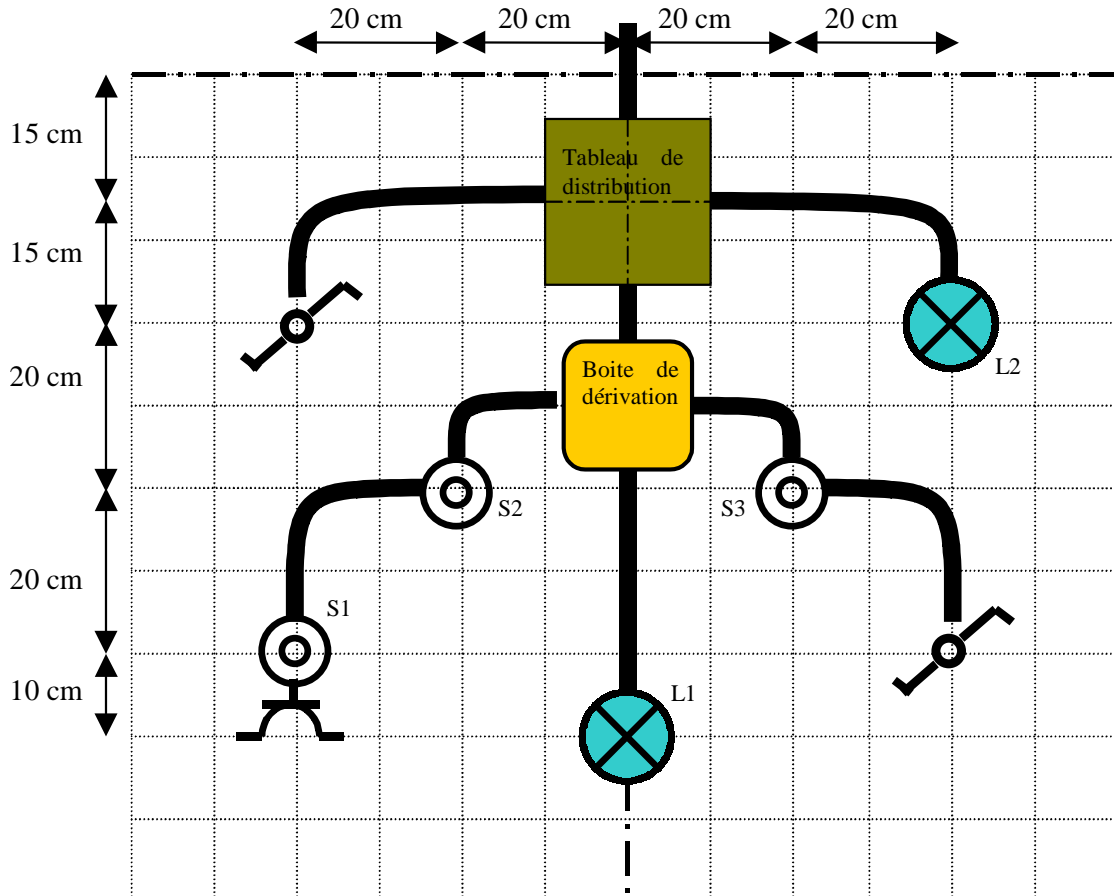 20 cm 20 cm 20 cm 20 cm
15 cm
Tableau de
distribution
15 cm
L2
20 cm
Boite de
dérivation
S2
S3
20 cm
S1
10 cm
L1